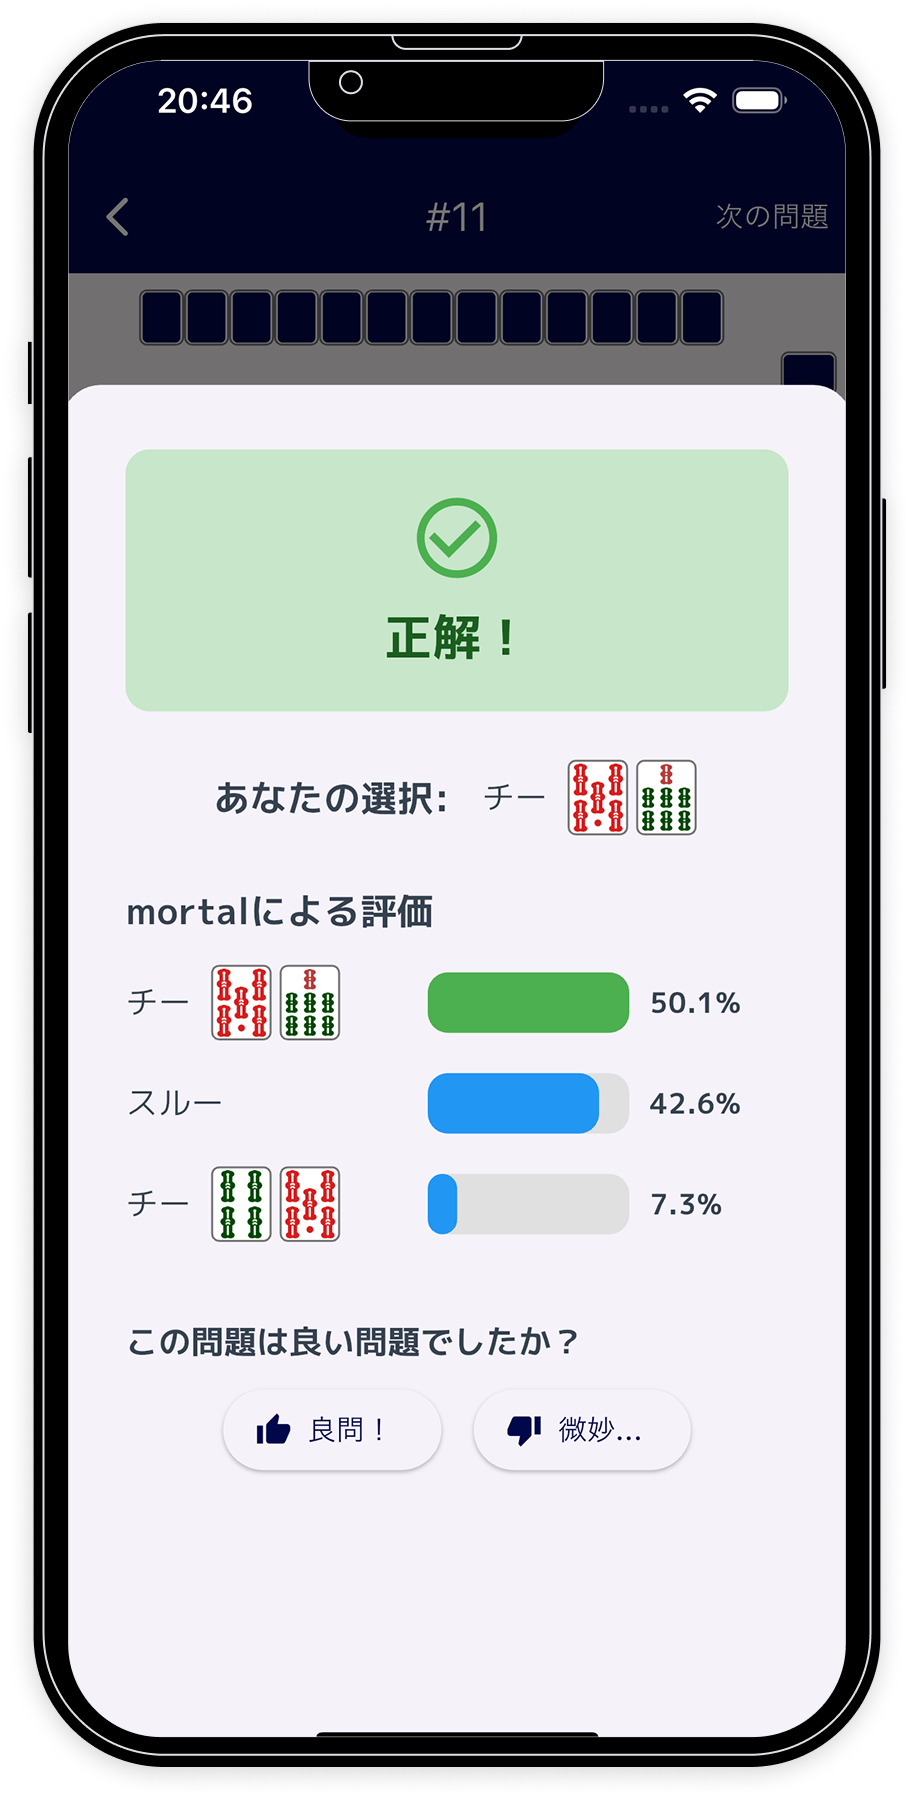 20:46
#11 次の問題
正解！
あなたの選択: チー
mortalによる評価
チー 50.1%
スルー 42.6%
チー 7.3%
この問題は良い問題でしたか？
良問！ 微妙...